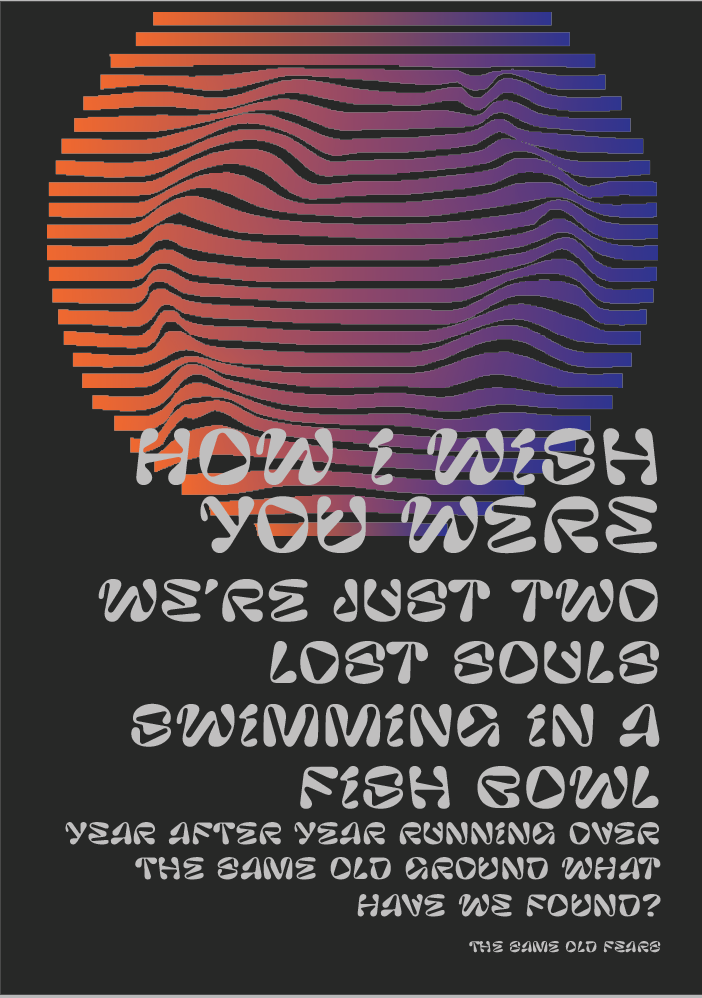 HOW i WiSH
YOU WERE
WE'RE JUST TWO
LOST SOULS
SWiMMiNG iN A
FiSH BOWL
YEAR AFTER YEAR RUNNiNG OVER
THE SAME OLD GROUND WHAT
HAVE WE FOUND?
THE SAME OLD FEARS